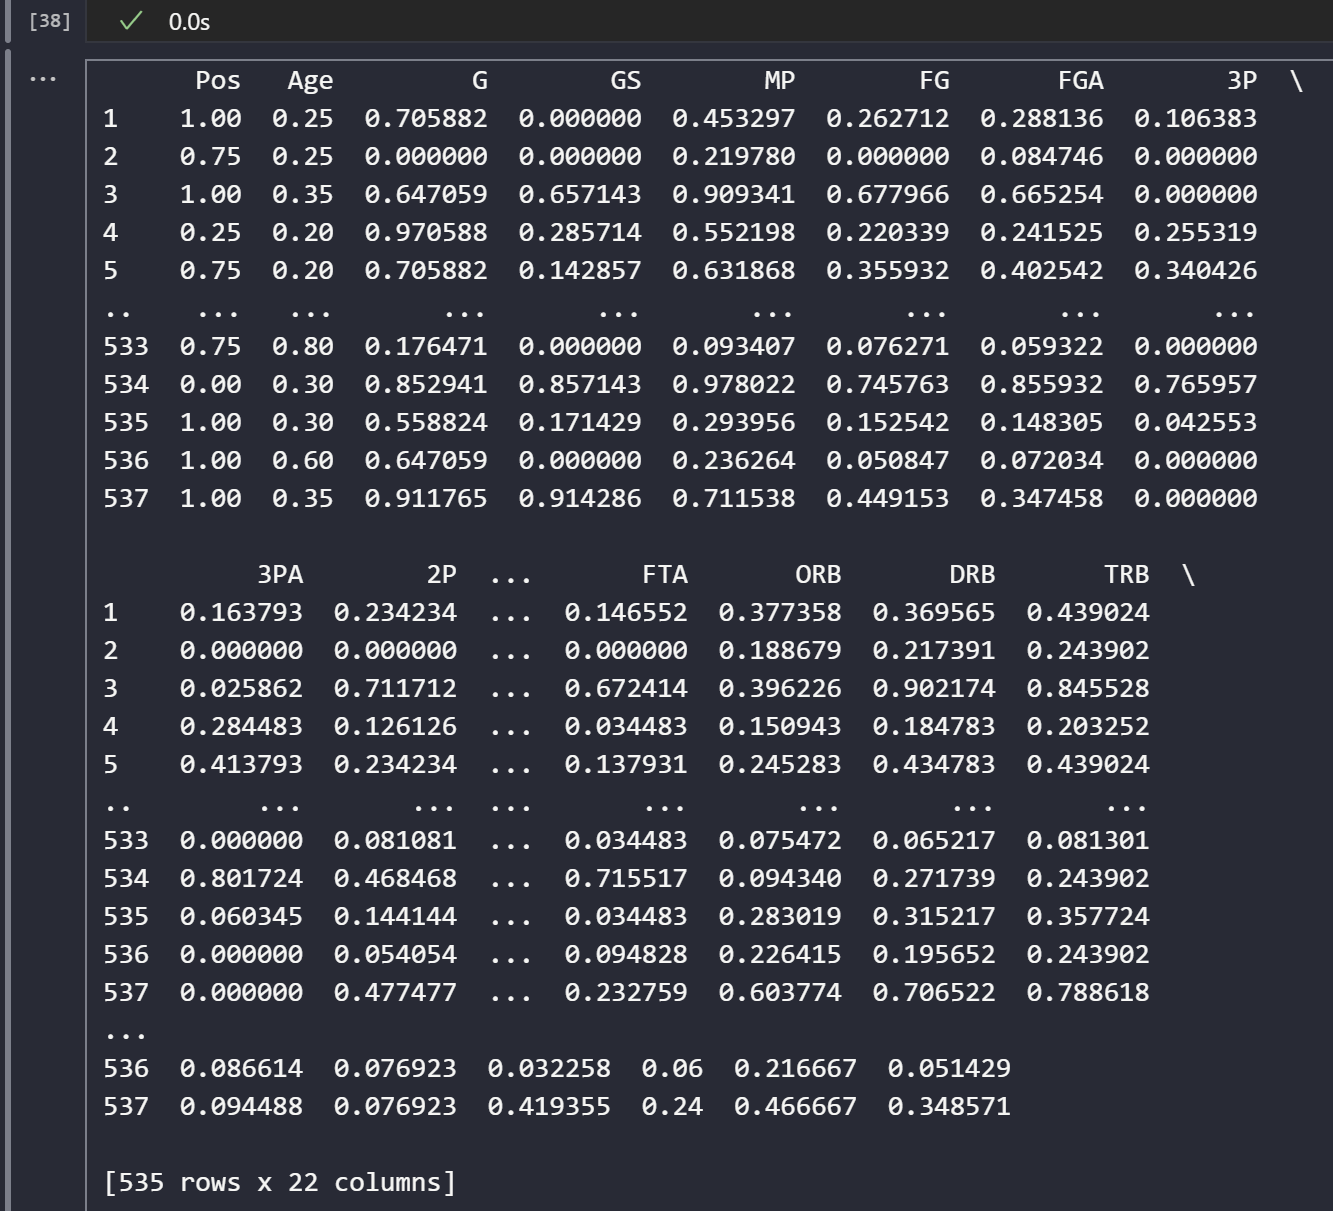 [38] ✓ 0.0s
...
Pos Age G GS MP FG FGA 3P \
1 1.00 0.25 0.705882 0.000000 0.453297 0.262712 0.288136 0.106383
2 0.75 0.25 0.000000 0.000000 0.219780 0.000000 0.084746 0.000000
3 1.00 0.35 0.647059 0.657143 0.909341 0.677966 0.665254 0.000000
4 0.25 0.20 0.970588 0.285714 0.552198 0.220339 0.241525 0.255319
5 0.75 0.20 0.705882 0.142857 0.631868 0.355932 0.402542 0.340426
.. ... ... ... ... ... ... ... ...
533 0.75 0.80 0.176471 0.000000 0.093407 0.076271 0.059322 0.000000
534 0.00 0.30 0.852941 0.857143 0.978022 0.745763 0.855932 0.765957
535 1.00 0.30 0.558824 0.171429 0.293956 0.152542 0.148305 0.042553
536 1.00 0.60 0.647059 0.000000 0.236264 0.050847 0.072034 0.000000
537 1.00 0.35 0.911765 0.914286 0.711538 0.449153 0.347458 0.000000
3PA 2P ... FTA ORB DRB TRB \
1 0.163793 0.234234 ... 0.146552 0.377358 0.369565 0.439024
2 0.000000 0.000000 ... 0.000000 0.188679 0.217391 0.243902
3 0.025862 0.711712 ... 0.672414 0.396226 0.902174 0.845528
4 0.284483 0.126126 ... 0.034483 0.150943 0.184783 0.203252
5 0.413793 0.234234 ... 0.137931 0.245283 0.434783 0.439024
.. ... ... ... ... ... ... ...
533 0.000000 0.081081 ... 0.034483 0.075472 0.065217 0.081301
534 0.801724 0.468468 ... 0.715517 0.094340 0.271739 0.243902
535 0.060345 0.144144 ... 0.034483 0.283019 0.315217 0.357724
536 0.000000 0.054054 ... 0.094828 0.226415 0.195652 0.243902
537 0.000000 0.477477 ... 0.232759 0.603774 0.706522 0.788618
...
536 0.086614 0.076923 0.032258 0.06 0.216667 0.051429
537 0.094488 0.076923 0.419355 0.24 0.466667 0.348571
[535 rows x 22 columns]